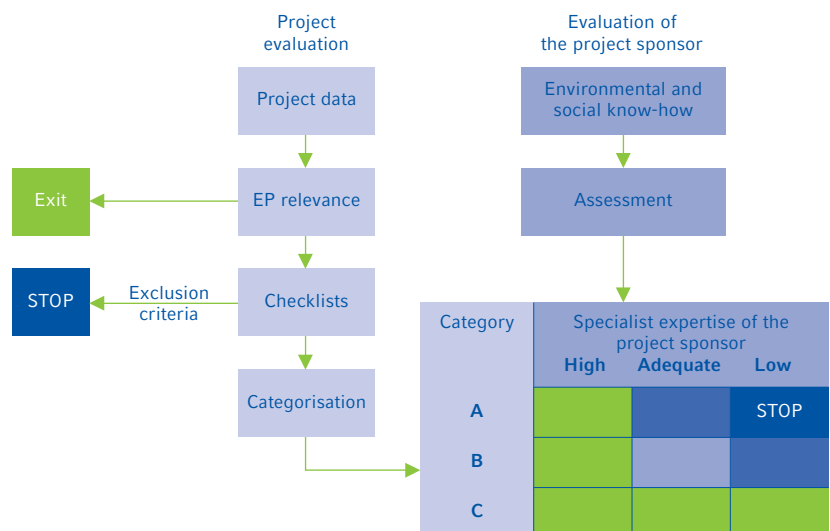 Project
evaluation
Evaluation of
the project sponsor
Project data
Environmental and
social know-how
Exit
EP relevance
Assessment
STOP
Exclusion
criteria
Checklists
Categorisation
Category
Specialist expertise of the
project sponsor
High Adequate Low
A
STOP
B
C